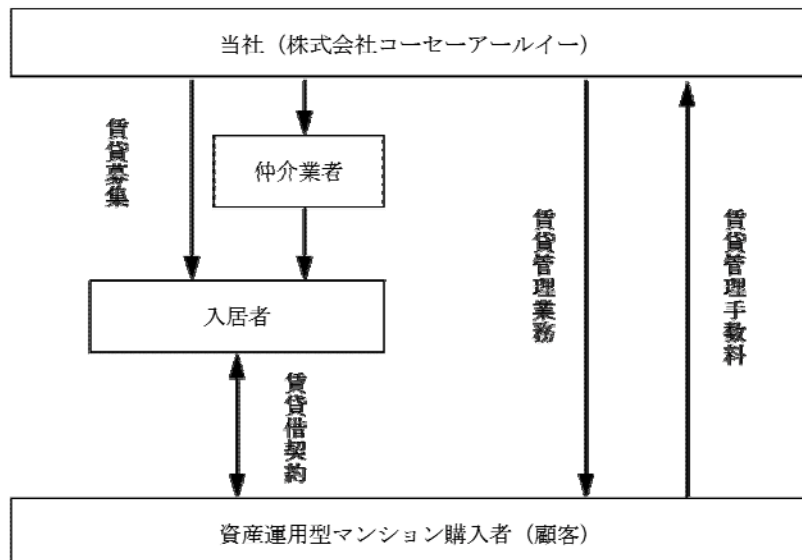 当社（株式会社コーセーアールイー）
賃貸募集
仲介業者
賃貸管理業務
賃貸管理手数料
入居者
賃貸借契約
資産運用型マンション購入者（顧客）